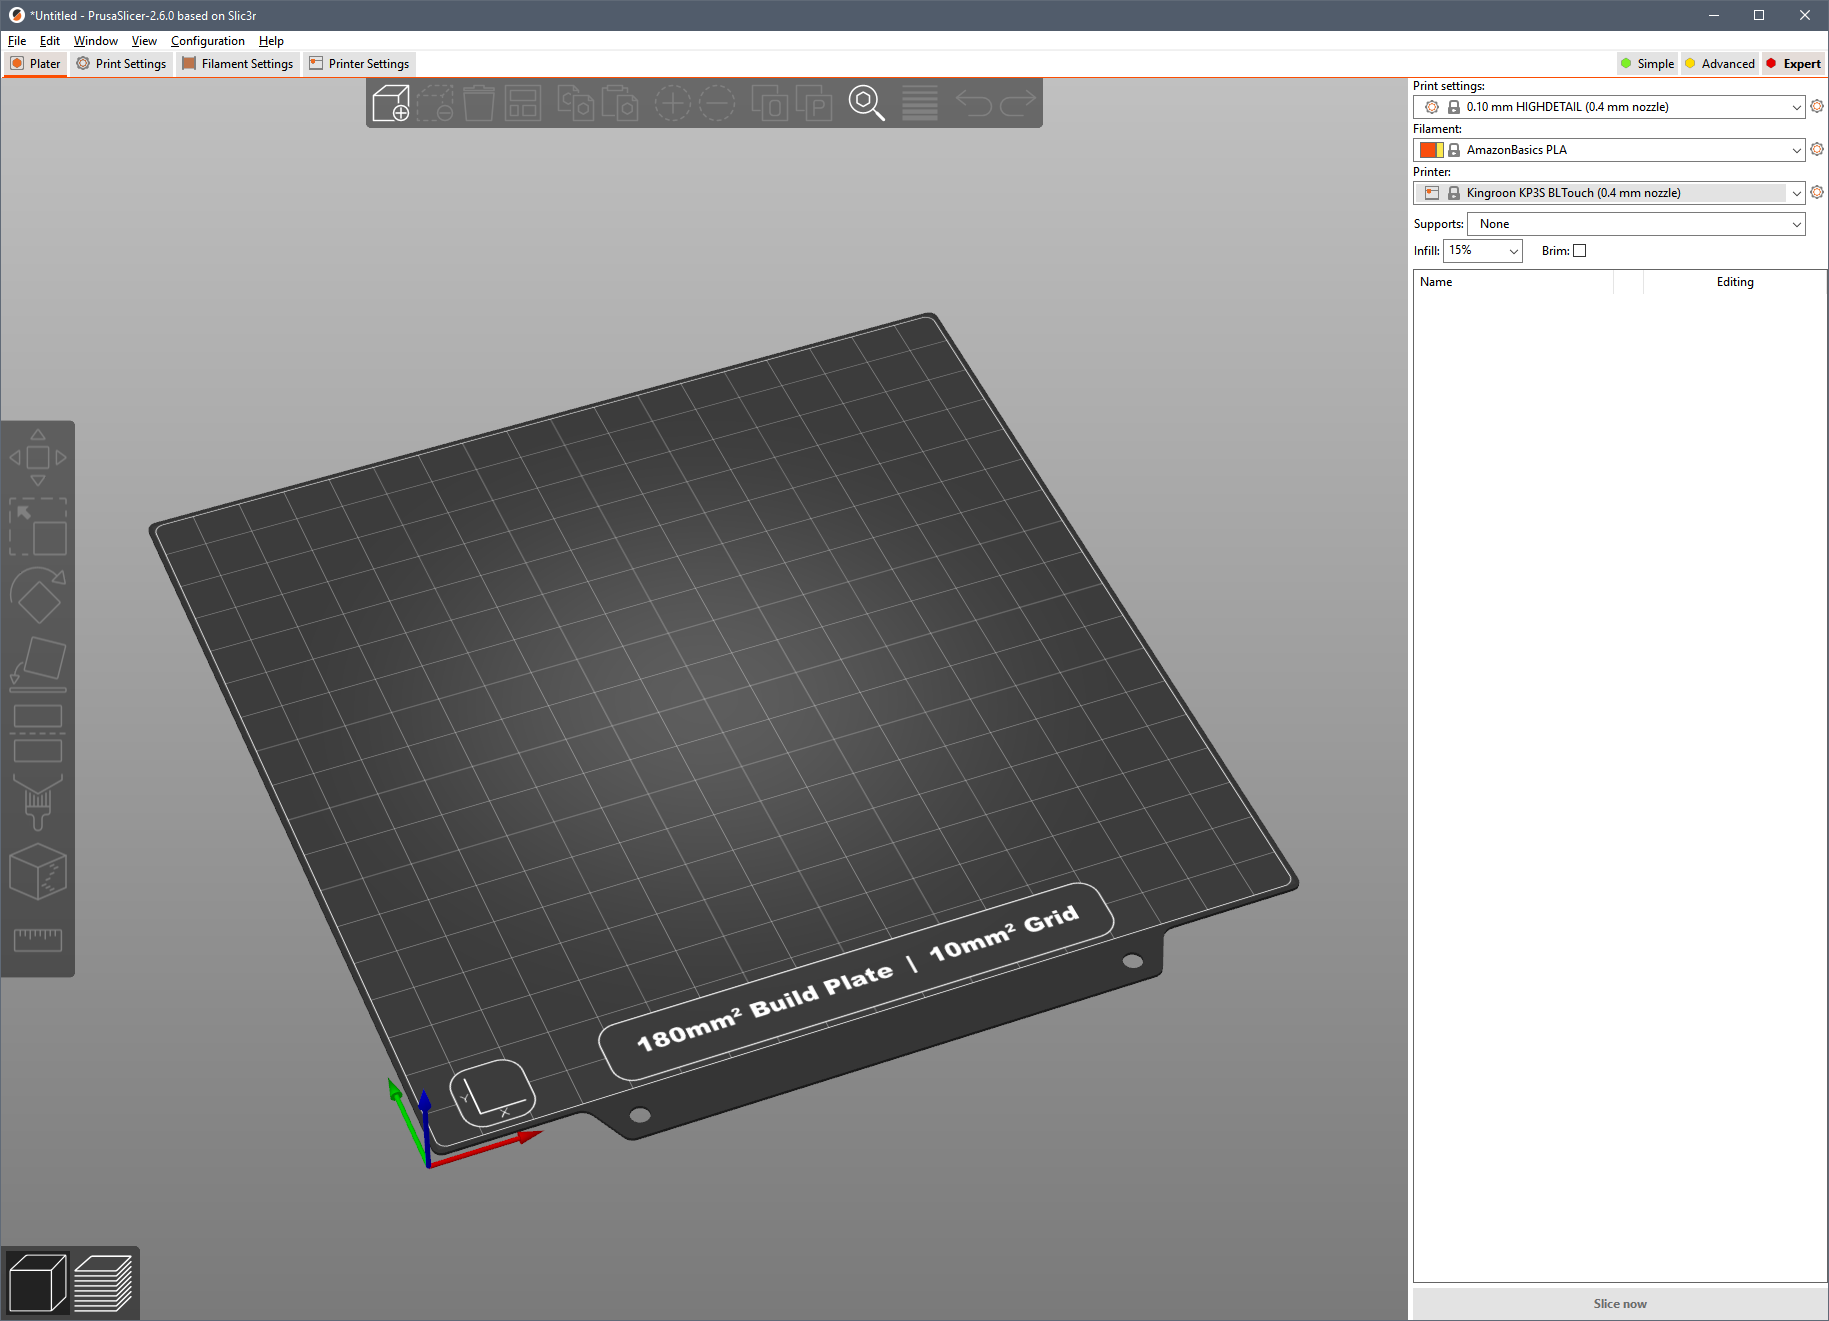 *Untitled - PrusaSlicer-2.6.0 based on Slic3r
File Edit Window View Configuration Help
Plater Print Settings Filament Settings Printer Settings Simple Advanced Expert
Print settings:
0.10 mm HIGHDETAIL (0.4 mm nozzle)
Filament:
AmazonBasics PLA
Printer:
Kingroon KP3S BLTouch (0.4 mm nozzle)
Supports: None
Infill: 15% Brim:
Name Editing
O P
180mm² Build Plate | 10mm² Grid
Y
X
Slice now